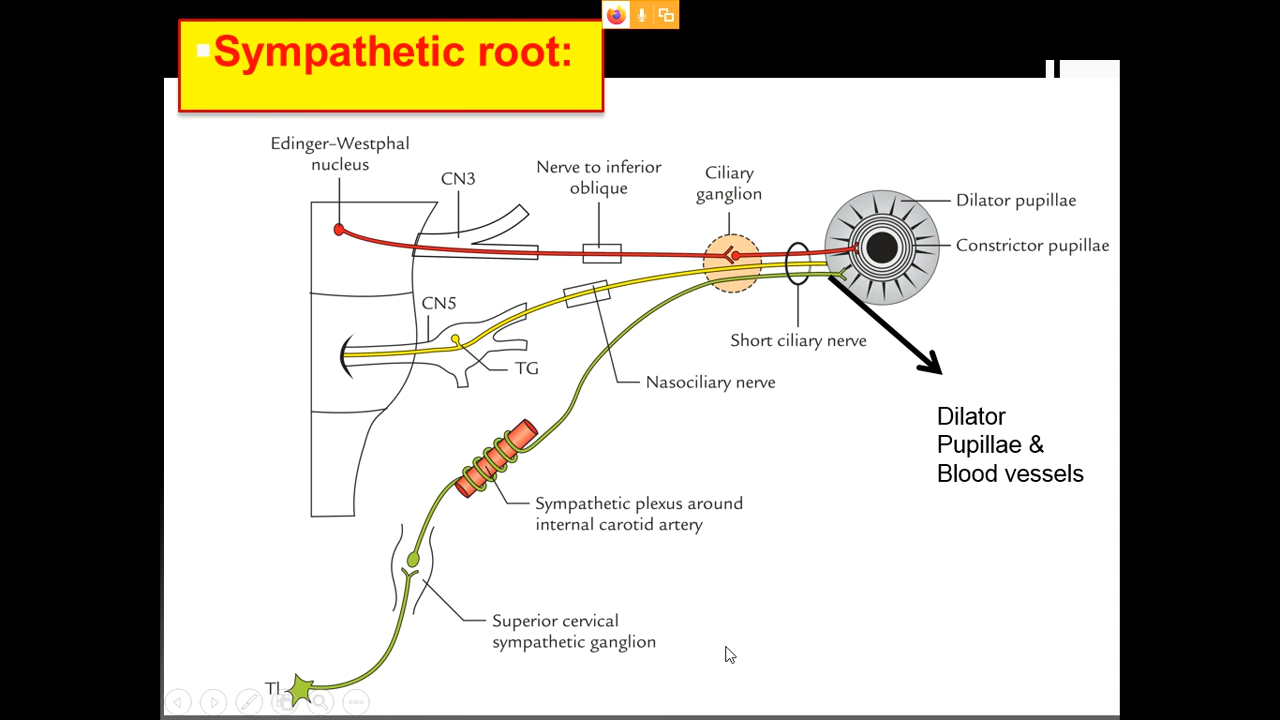 Sympathetic root:
Edinger–Westphal
nucleus
CN3
Nerve to inferior
oblique
Ciliary
ganglion
Dilator pupillae
Constrictor pupillae
CN5
Short ciliary nerve
TG
Nasociliary nerve
Dilator
Pupillae &
Blood vessels
Sympathetic plexus around
internal carotid artery
Superior cervical
sympathetic ganglion
TI